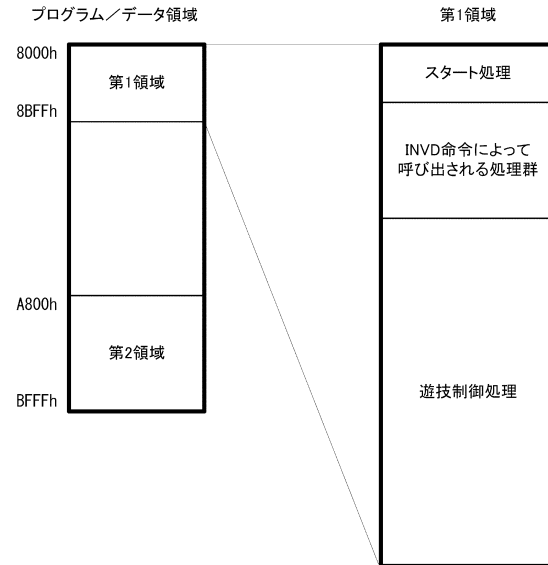 プログラム／データ領域
8000h
第1領域
8BFFh
A800h
第2領域
BFFFh
第1領域
スタート処理
INVD命令によって
呼び出される処理群
遊技制御処理